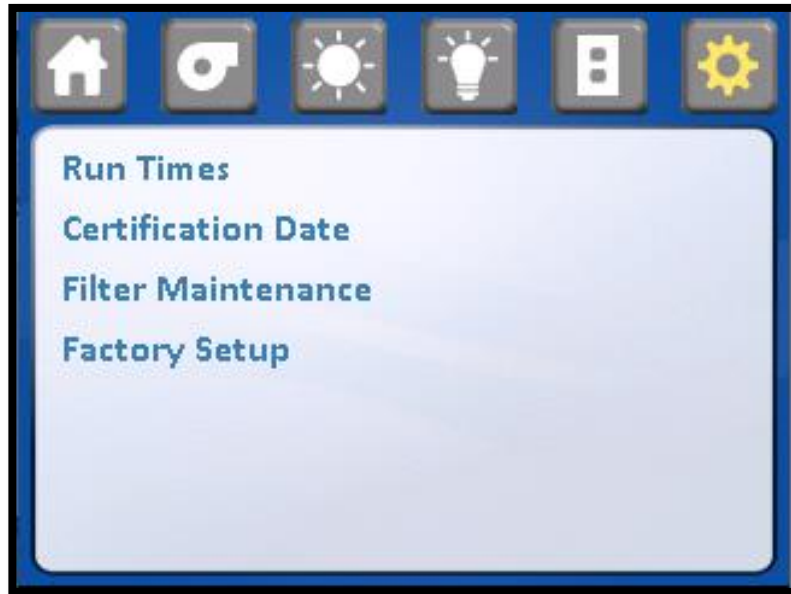 Run Times
Certification Date
Filter Maintenance
Factory Setup